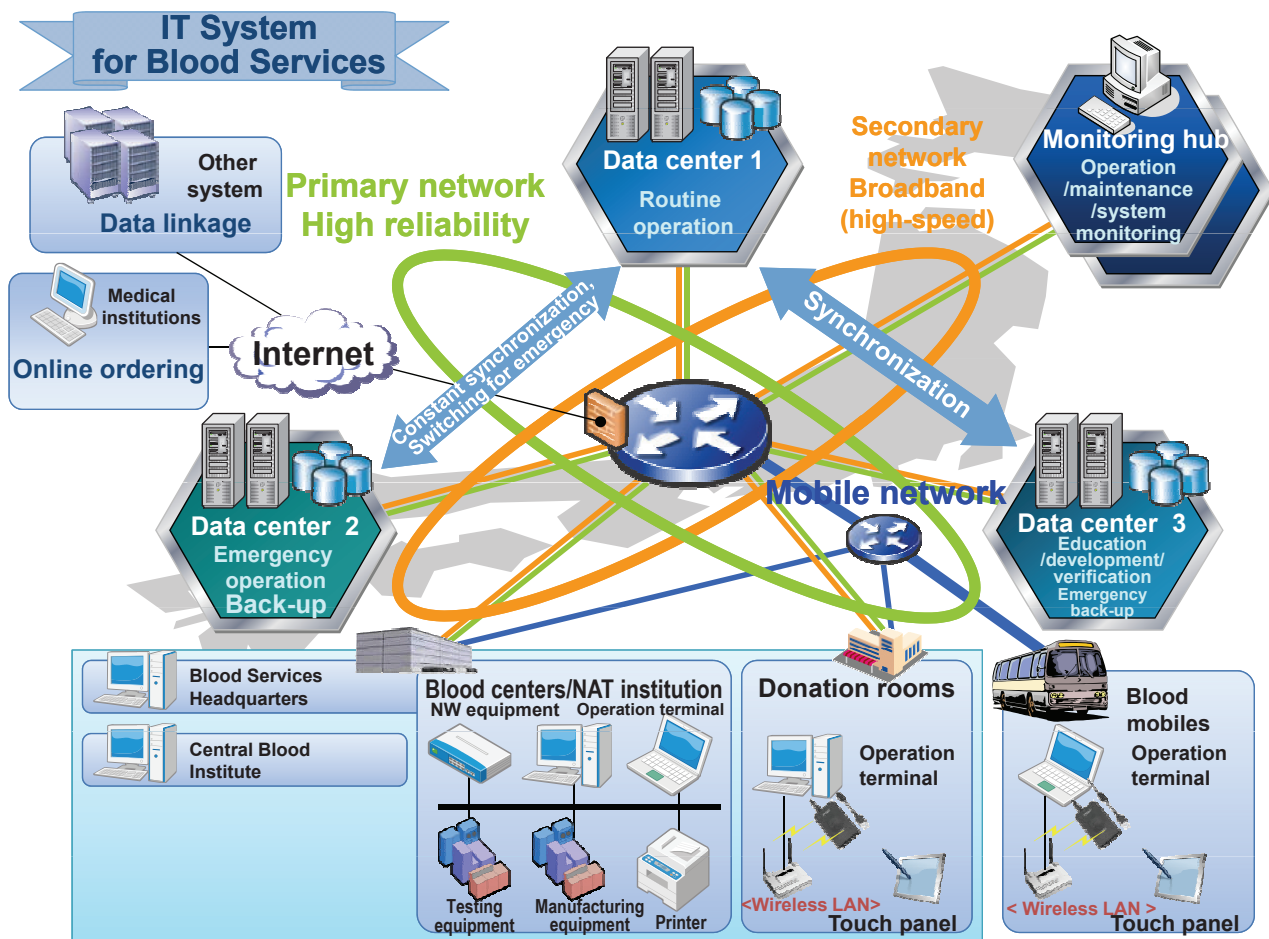 IT System
for Blood Services
Other
system
Data linkage
Medical
institutions
Online ordering
Internet
Primary network
High reliability
Data center 1
Routine
operation
Secondary
network
Broadband
(high-speed)
Monitoring hub
Operation
/maintenance
/system
monitoring
Constant synchronization,
Switching for emergency
Synchronization
Data center 2
Emergency
operation
Back-up
Mobile network
Data center 3
Education
/development/
verification
Emergency
back-up
Blood Services
Headquarters
Central Blood
Institute
Blood centers/NAT institution
NW equipment
Operation terminal
Testing
equipment
Manufacturing
equipment
Printer
Donation rooms
Operation
terminal
<Wireless LAN>
Touch panel
Blood
mobiles
Operation
terminal
< Wireless LAN >
Touch panel